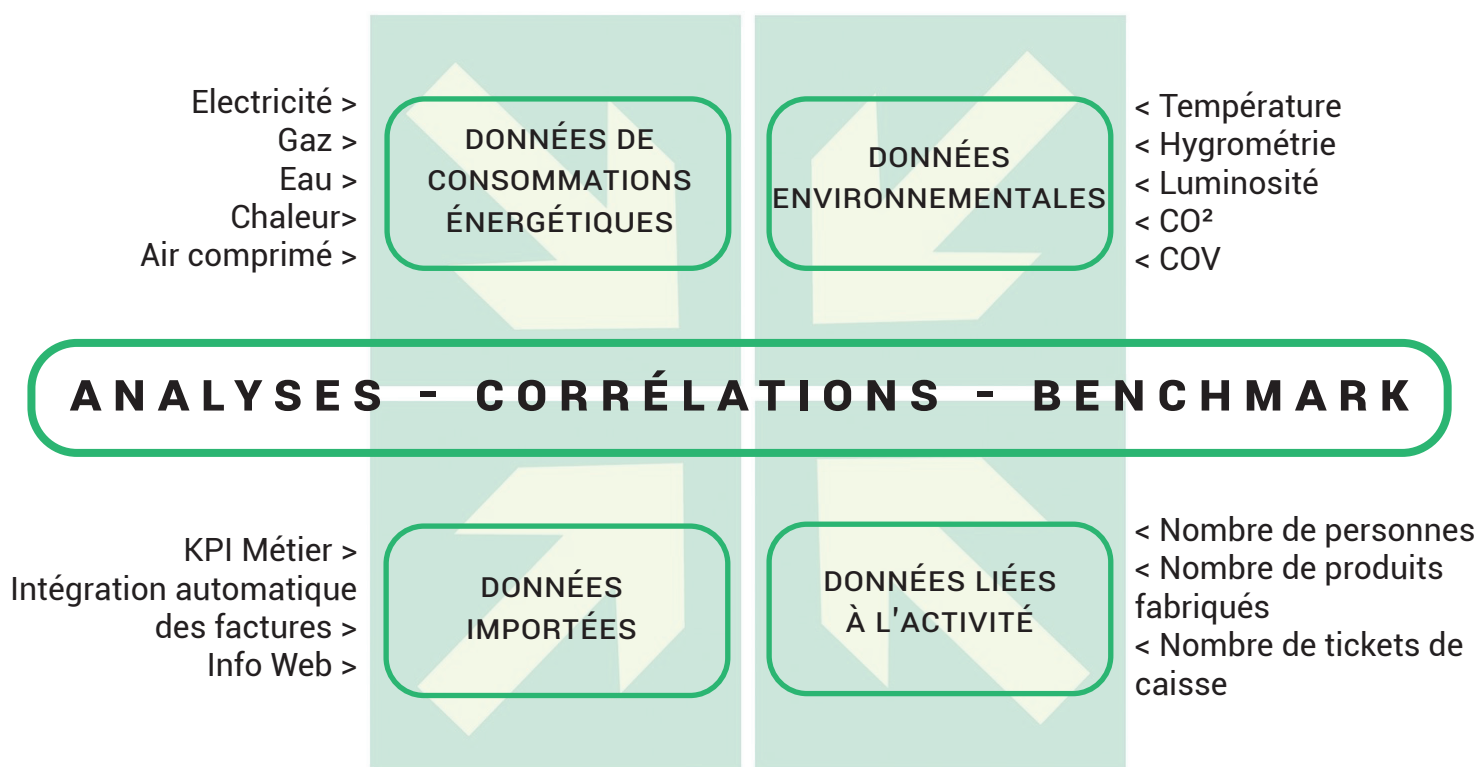 Electricité >
Gaz >
Eau >
Chaleur>
Air comprimé >
DONNÉES DE
CONSOMMATIONS
ÉNERGÉTIQUES
DONNÉES
ENVIRONNEMENTALES
< Température
< Hygrométrie
< Luminosité
< CO²
< COV
ANALYSES - CORRÉLATIONS - BENCHMARK
KPI Métier >
Intégration automatique
des factures >
Info Web >
DONNÉES
IMPORTÉES
DONNÉES LIÉES
À L'ACTIVITÉ
< Nombre de personnes
< Nombre de produits
fabriqués
< Nombre de tickets de
caisse